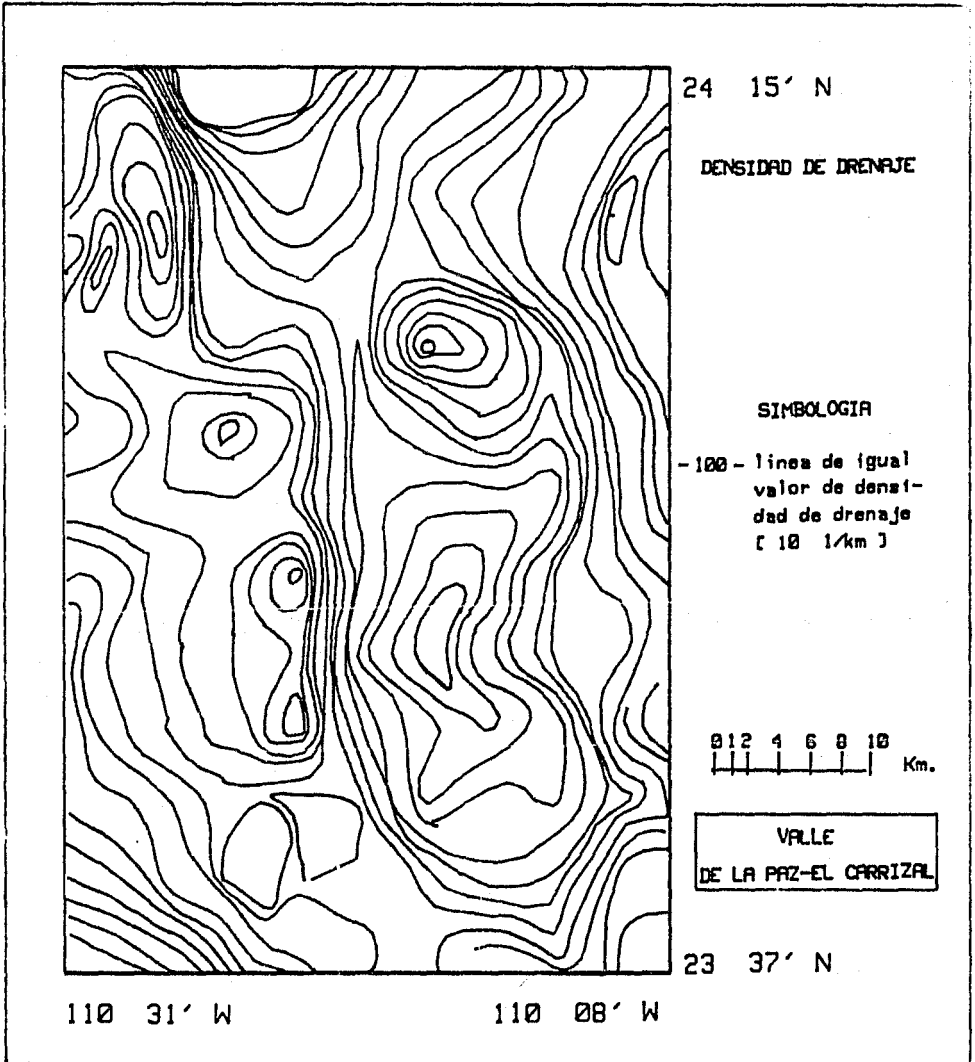 24 15′ N
DENSIDAD DE DRENAJE
SIMBOLOGIA
-100- linea de igual
valor de densi-
dad de drenaje
[ 10 1/km ]
0 1 2 4 6 8 10
Km.
VALLE
DE LA PAZ-EL CARRIZAL
23 37′ N
110 31′ W 110 08′ W